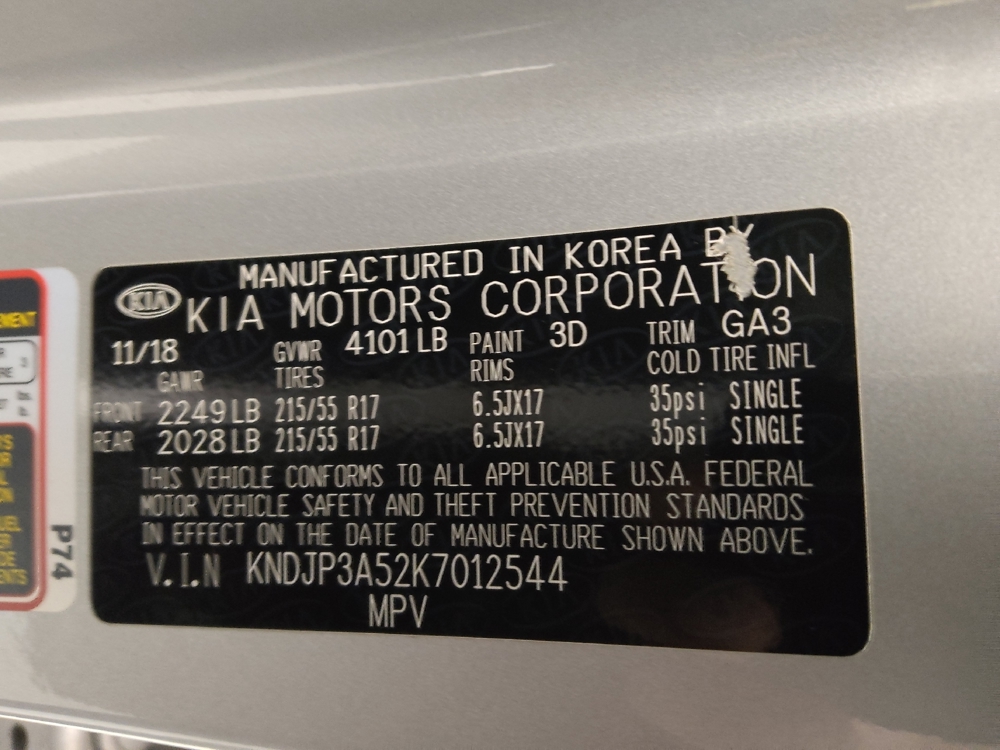 MANUFACTURED IN KOREA BY
KIA KIA MOTORS CORPORATION
11/18 GVWR 4101 LB PAINT 3D TRIM GA3
GAWR TIRES RIMS COLD TIRE INFL
FRONT 2249 LB 215/55 R17 6.5JX17 35psi SINGLE
REAR 2028 LB 215/55 R17 6.5JX17 35psi SINGLE
THIS VEHICLE CONFORMS TO ALL APPLICABLE U.S.A. FEDERAL
MOTOR VEHICLE SAFETY AND THEFT PREVENTION STANDARDS
IN EFFECT ON THE DATE OF MANUFACTURE SHOWN ABOVE.
V.I.N KNDJP3A52K7012544
MPV
P74